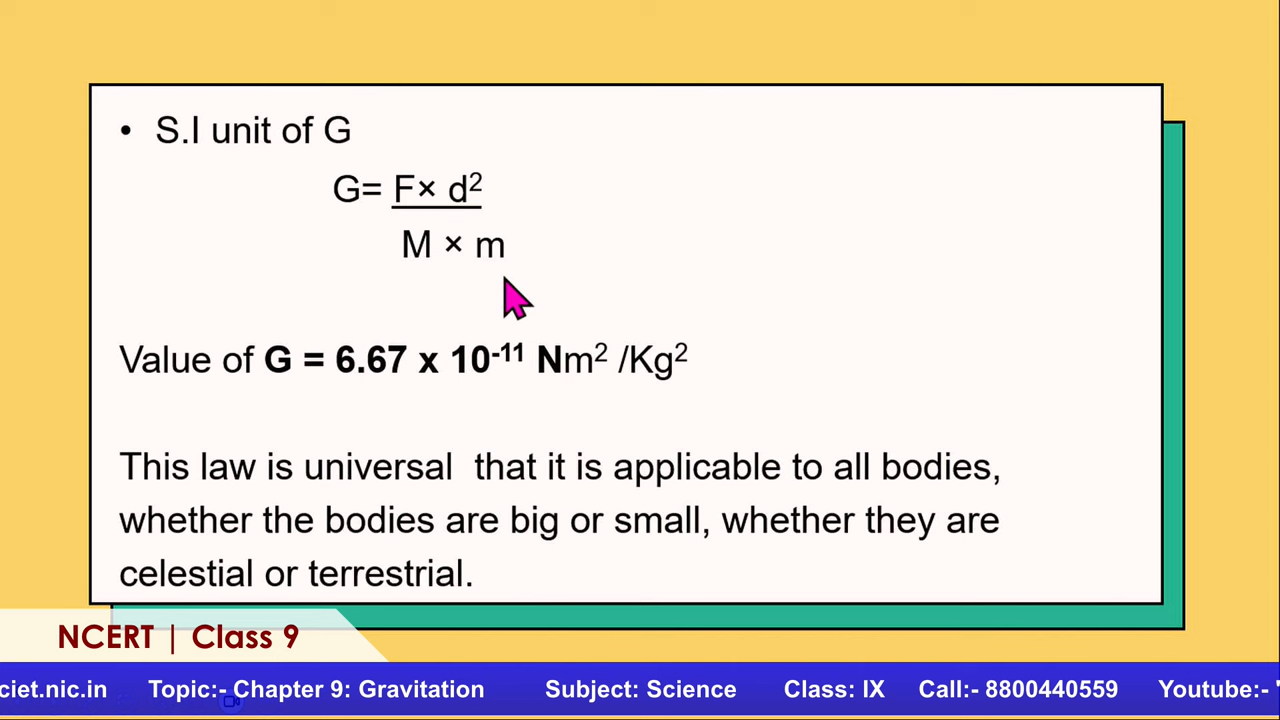 • S.I unit of G
G= F× d²
M × m
Value of G = 6.67 x 10⁻¹¹ Nm² /Kg²
This law is universal that it is applicable to all bodies,
whether the bodies are big or small, whether they are
celestial or terrestrial.
NCERT | Class 9
ciet.nic.in Topic:- Chapter 9: Gravitation Subject: Science Class: IX Call:- 8800440559 Youtube:-